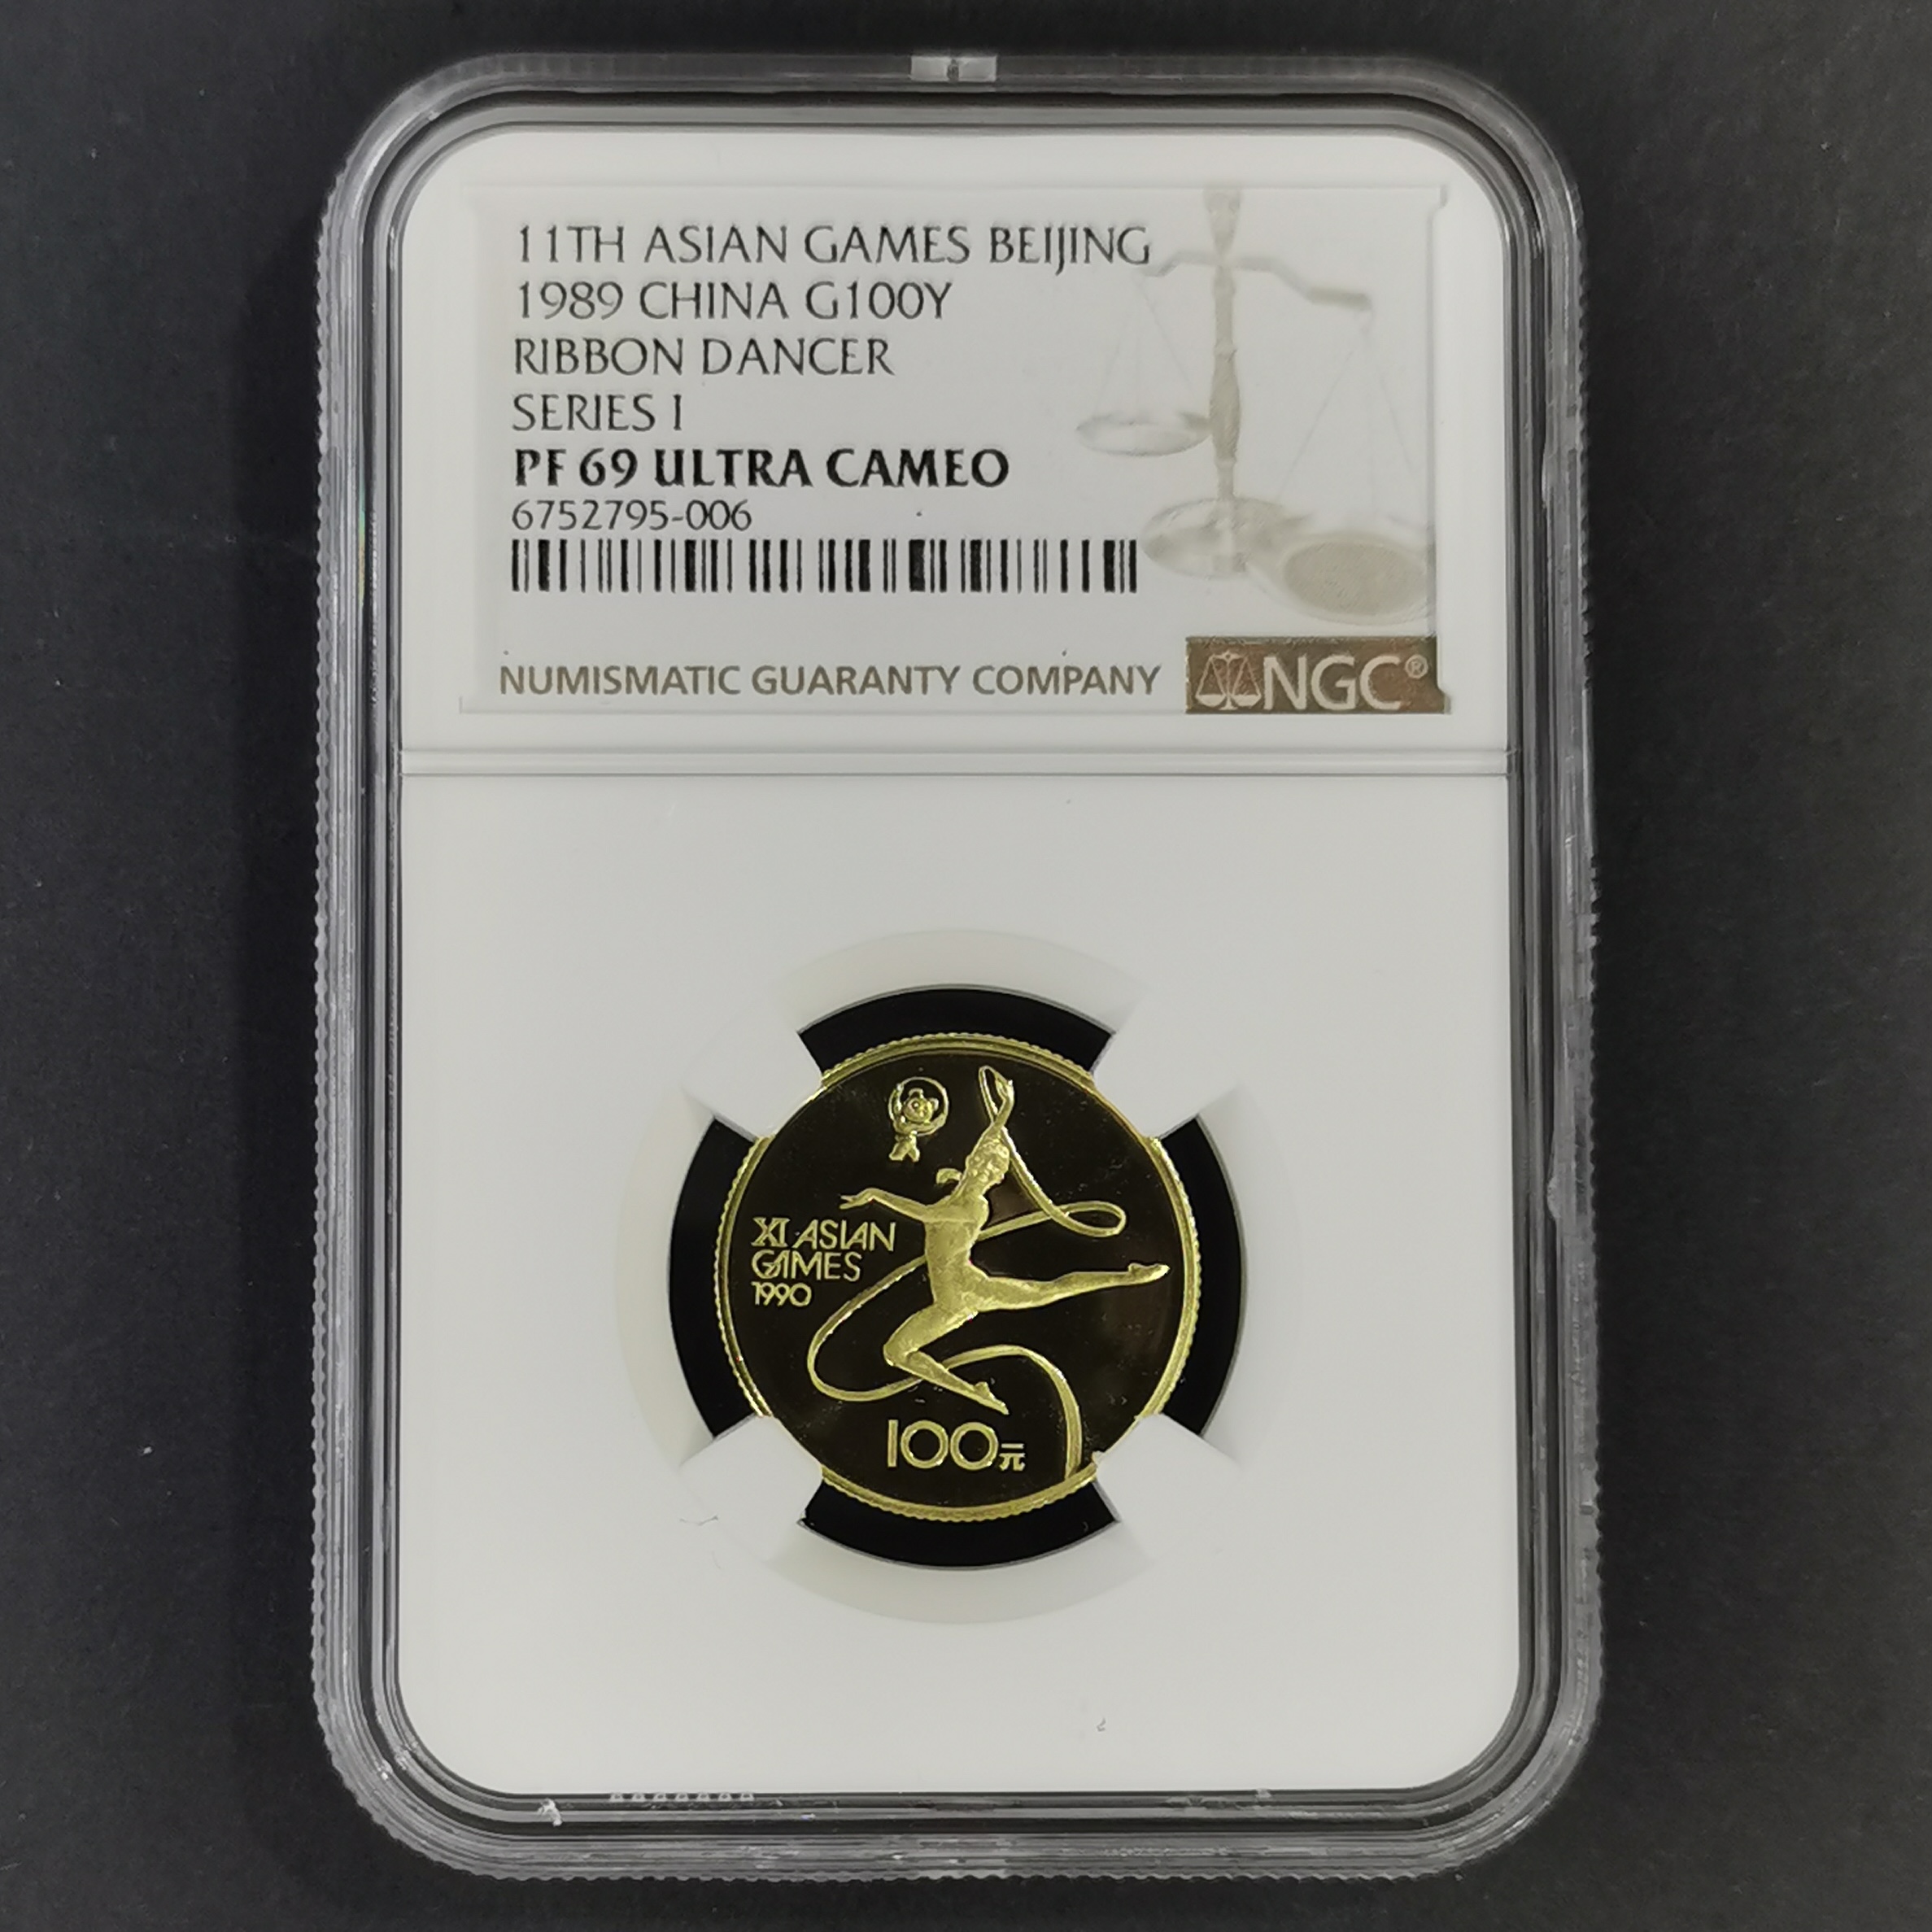 11TH ASIAN GAMES BEIJING
1989 CHINA G100Y
RIBBON DANCER
SERIES I
PF 69 ULTRA CAMEO
6752795-006
NUMISMATIC GUARANTY COMPANY
NGC®
XI ASIAN
GAMES
1990
100元